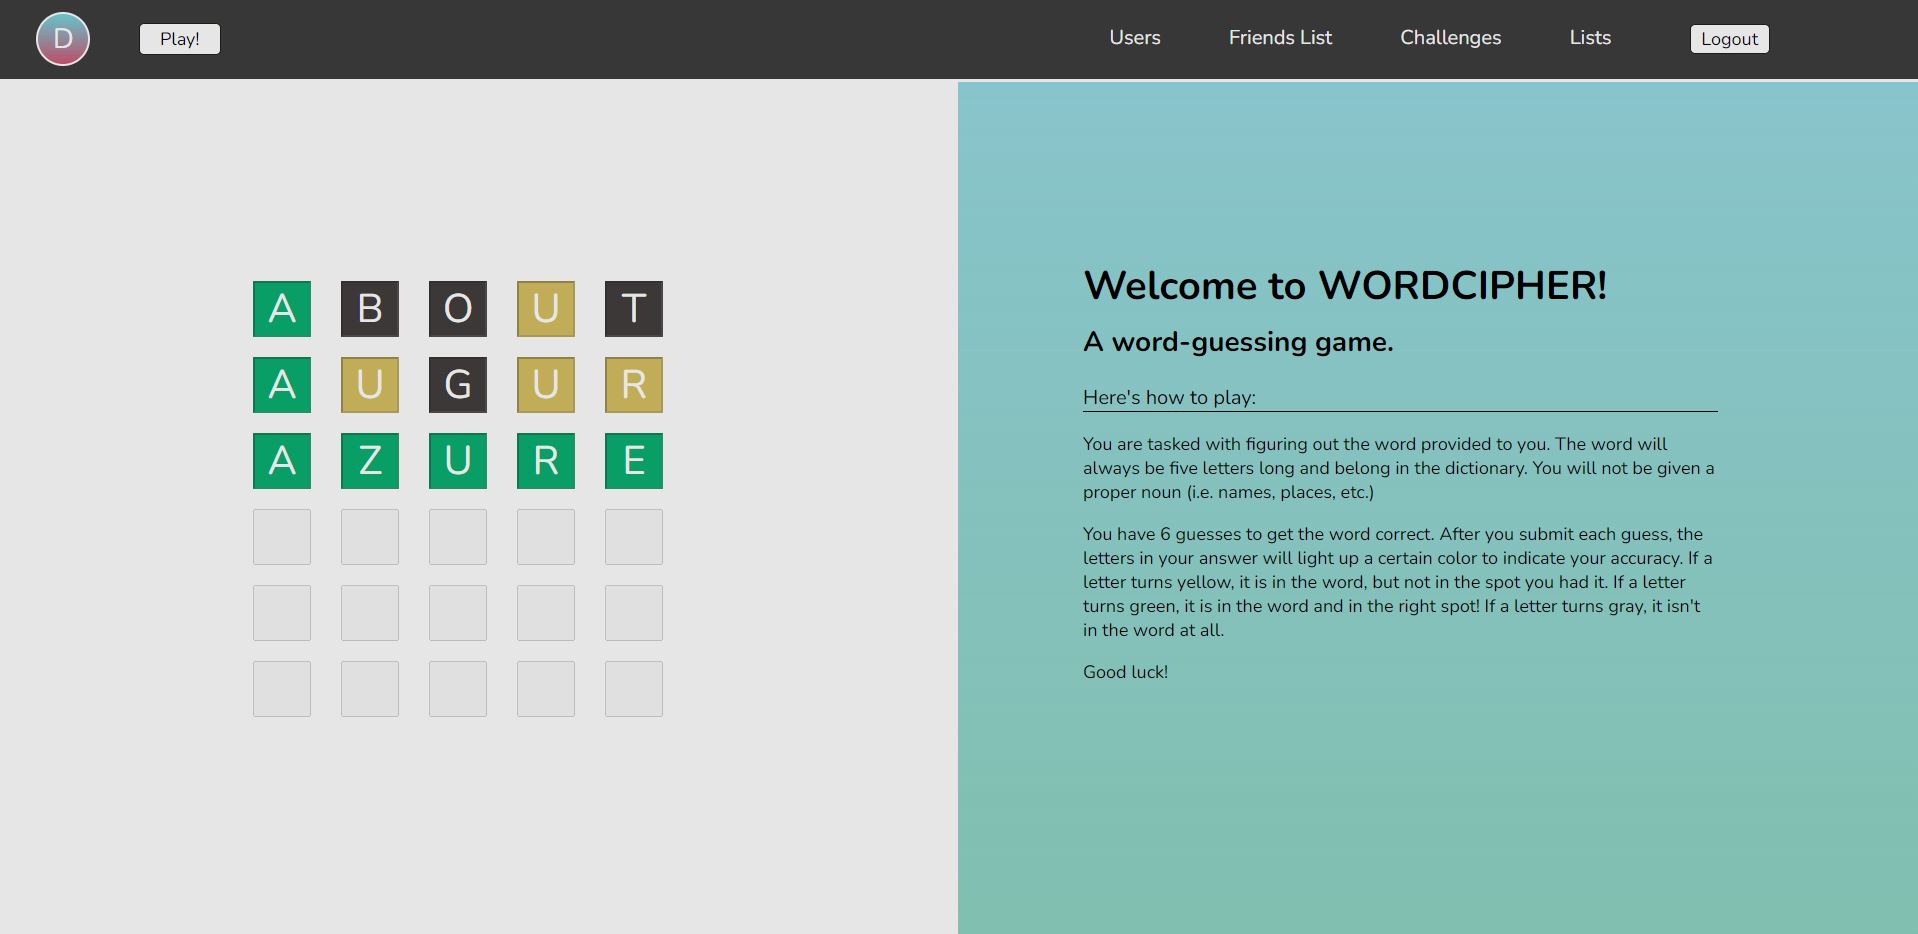 D
Play!
Users
Friends List
Challenges
Lists
Logout
A B O U T
A U G U R
A Z U R E
Welcome to WORDCIPHER!
A word-guessing game.
Here's how to play:
You are tasked with figuring out the word provided to you. The word will
always be five letters long and belong in the dictionary. You will not be given a
proper noun (i.e. names, places, etc.)
You have 6 guesses to get the word correct. After you submit each guess, the
letters in your answer will light up a certain color to indicate your accuracy. If a
letter turns yellow, it is in the word, but not in the spot you had it. If a letter
turns green, it is in the word and in the right spot! If a letter turns gray, it isn't
in the word at all.
Good luck!